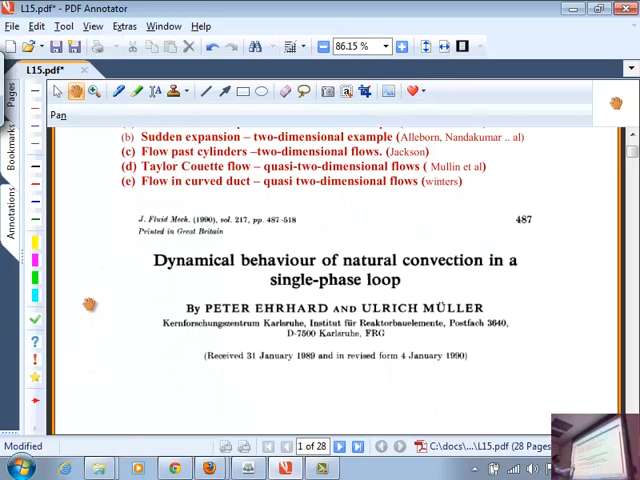 L15.pdf* - PDF Annotator
File Edit Tool View Extras Window Help
86.15 %
L15.pdf*
Pan
Pages
Bookmarks
Annotations
(b) Sudden expansion – two-dimensional example (Alleborn, Nandakumar .. al)
(c) Flow past cylinders –two-dimensional flows. (Jackson)
(d) Taylor Couette flow – quasi-two-dimensional flows ( Mullin et al)
(e) Flow in curved duct – quasi two-dimensional flows (winters)
J. Fluid Mech. (1990), vol. 217, pp. 487-518
487
Printed in Great Britain
Dynamical behaviour of natural convection in a
single-phase loop
By PETER EHRHARD AND ULRICH MÜLLER
Kernforschungszentrum Karlsruhe, Institut für Reaktorbauelemente, Postfach 3640,
D-7500 Karlsruhe, FRG
(Received 31 January 1989 and in revised form 4 January 1990)
Modified
1 of 28
C:\docs\...\L15.pdf (28 Pages